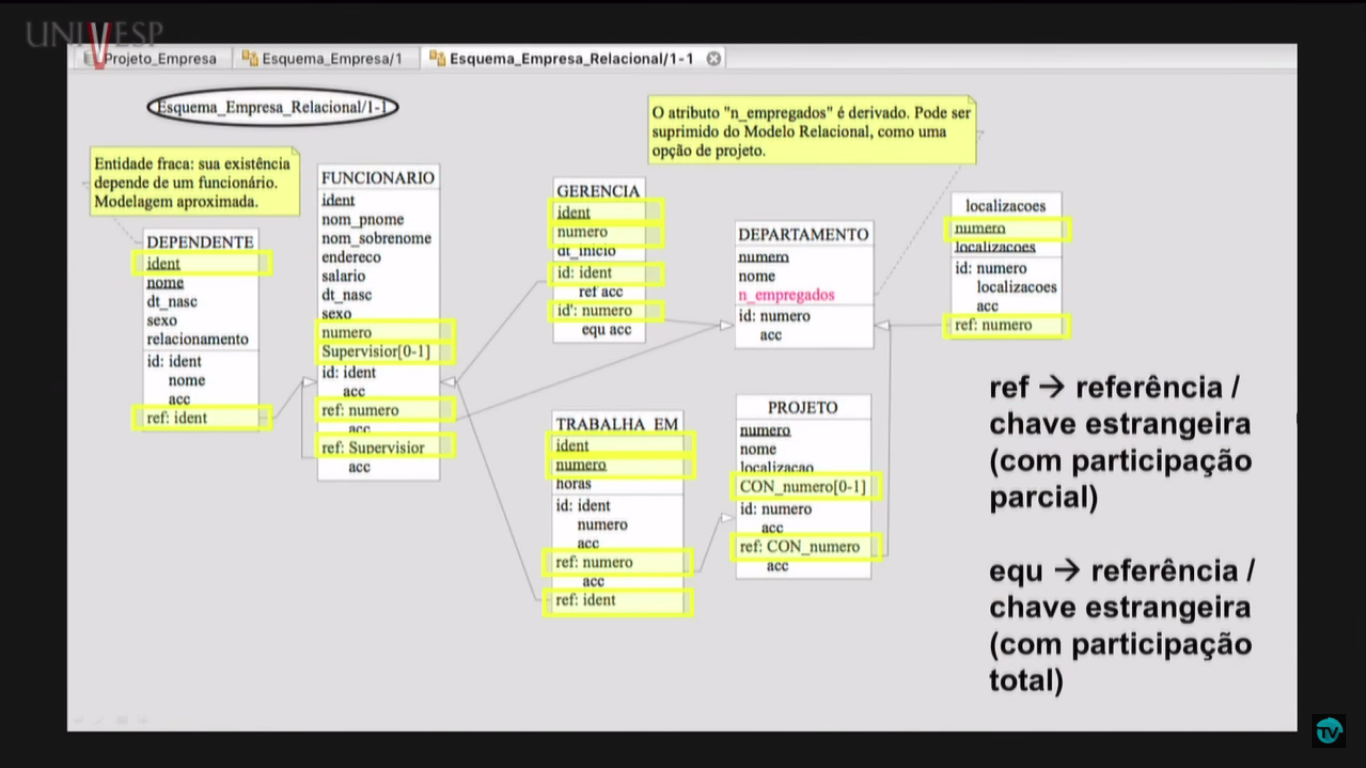 UNIVESP
Projeto_Empresa
Esquema_Empresa/1
Esquema_Empresa_Relacional/1-1
Esquema_Empresa_Relacional/1-1
O atributo "n_empregados" é derivado. Pode ser
suprimido do Modelo Relacional, como uma
opção de projeto.
Entidade fraca: sua existência
depende de um funcionário.
Modelagem aproximada.
DEPENDENTE
ident
nome
dt_nasc
sexo
relacionamento
id: ident
nome
acc
ref: ident
FUNCIONARIO
ident
nom_pnome
nom_sobrenome
endereco
salario
dt_nasc
sexo
numero
Supervisior[0-1]
id: ident
acc
ref: numero
acc
ref: Supervisior
acc
GERENCIA
ident
numero
dt_inicio
id: ident
ref acc
id': numero
equ acc
TRABALHA_EM
ident
numero
horas
id: ident
numero
acc
ref: numero
acc
ref: ident
DEPARTAMENTO
numero
nome
n_empregados
id: numero
acc
PROJETO
numero
nome
localizacao
CON_numero[0-1]
id: numero
acc
ref: CON_numero
acc
localizacoes
numero
localizacoes
id: numero
localizacoes
acc
ref: numero
ref → referência /
chave estrangeira
(com participação
parcial)
equ → referência /
chave estrangeira
(com participação
total)
TV